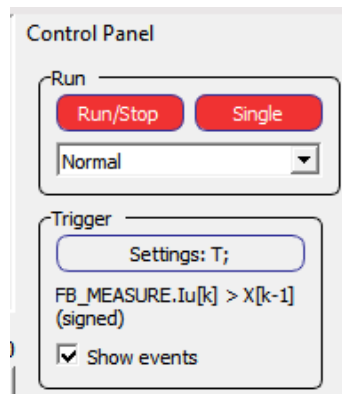 Control Panel
Run
Run/Stop Single
Normal
Trigger
Settings: T;
FB_MEASURE.Iu[k] > X[k-1]
(signed)
Show events